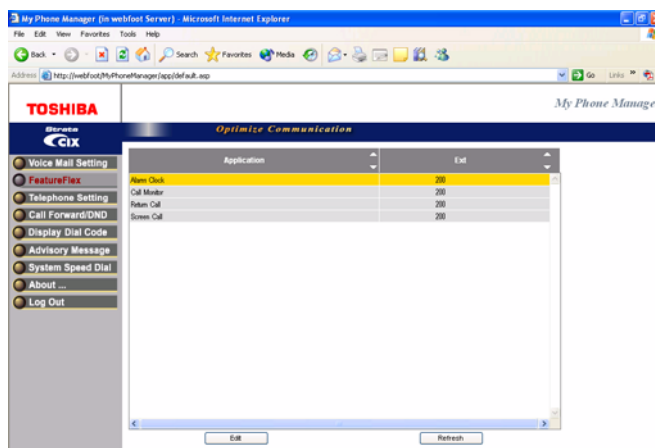 My Phone Manager (in webfoot Server) - Microsoft Internet Explorer
File Edit View Favorites Tools Help
Back Search Favorites Media
Address http://webfoot/MyPhoneManager/app/default.asp Go Links »
TOSHIBA
My Phone Manage
Strata CIX
Optimize Communication
Application Ext
Alarm Clock 200
Call Monitor 200
Return Call 200
Screen Call 200
Voice Mail Setting
FeatureFlex
Telephone Setting
Call Forward/DND
Display Dial Code
Advisory Message
System Speed Dial
About ...
Log Out
Edit Refresh